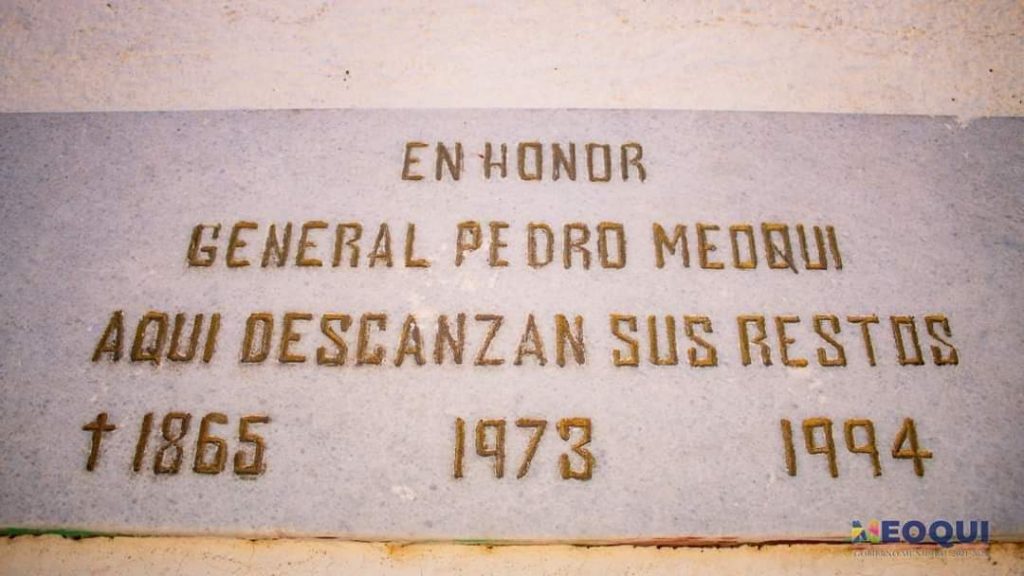 EN HONOR
GENERAL PEDRO MEOQUI
AQUI DESCANZAN SUS RESTOS
† 1865 1973 1994
MEOQUI